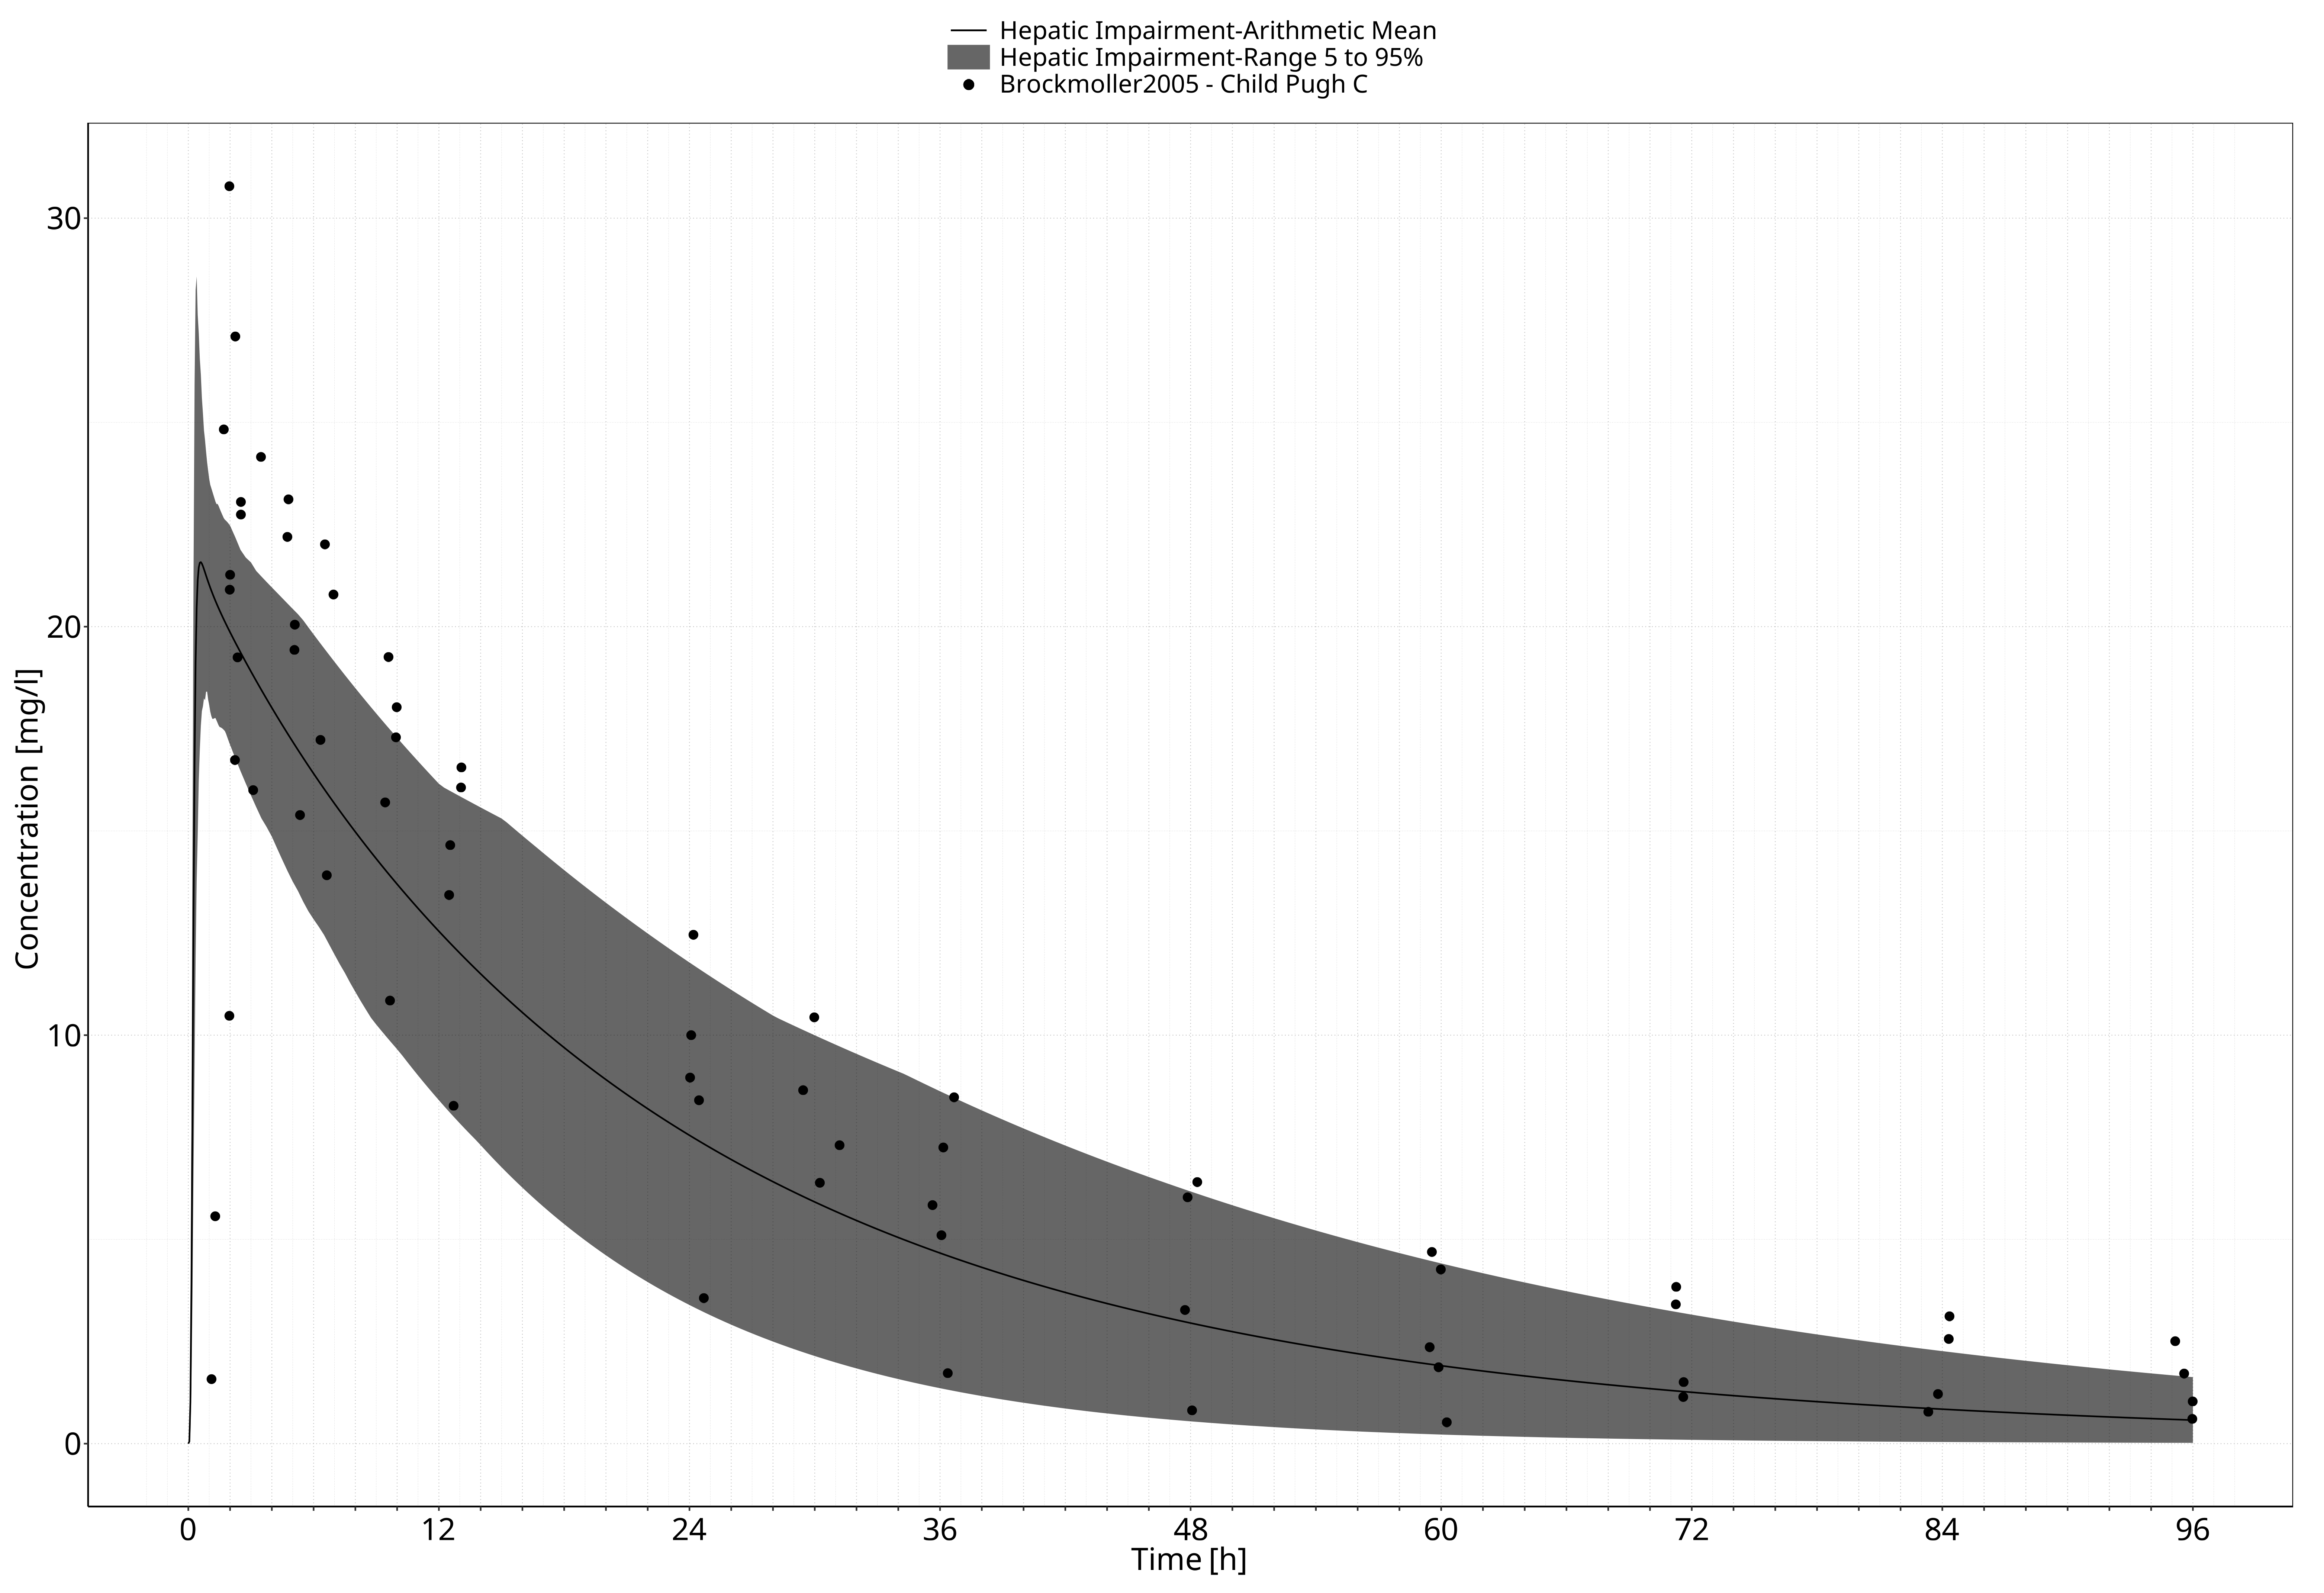 Hepatic Impairment-Arithmetic Mean
Hepatic Impairment-Range 5 to 95%
Brockmoller2005 - Child Pugh C
30
20
10
0
Concentration [mg/l]
0 12 24 36 48 60 72 84 96
Time [h]